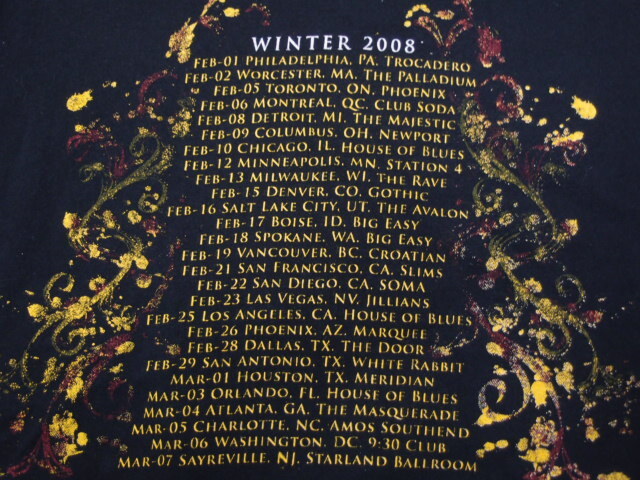 WINTER 2008
FEB-01 PHILADELPHIA, PA, TROCADERO
FEB-02 WORCESTER, MA, THE PALLADIUM
FEB-05 TORONTO, ON, PHOENIX
FEB-06 MONTREAL, QC, CLUB SODA
FEB-08 DETROIT, MI, THE MAJESTIC
FEB-09 COLUMBUS, OH, NEWPORT
FEB-10 CHICAGO, IL, HOUSE OF BLUES
FEB-12 MINNEAPOLIS, MN, STATION 4
FEB-13 MILWAUKEE, WI, THE RAVE
FEB-15 DENVER, CO, GOTHIC
FEB-16 SALT LAKE CITY, UT, THE AVALON
FEB-17 BOISE, ID, BIG EASY
FEB-18 SPOKANE, WA, BIG EASY
FEB-19 VANCOUVER, BC, CROATIAN
FEB-21 SAN FRANCISCO, CA, SLIMS
FEB-22 SAN DIEGO, CA, SOMA
FEB-23 LAS VEGAS, NV, JILLIANS
FEB-25 LOS ANGELES, CA, HOUSE OF BLUES
FEB-26 PHOENIX, AZ, MARQUEE
FEB-28 DALLAS, TX, THE DOOR
FEB-29 SAN ANTONIO, TX, WHITE RABBIT
MAR-01 HOUSTON, TX, MERIDIAN
MAR-03 ORLANDO, FL, HOUSE OF BLUES
MAR-04 ATLANTA, GA, THE MASQUERADE
MAR-05 CHARLOTTE, NC, AMOS SOUTHEND
MAR-06 WASHINGTON, DC, 9:30 CLUB
MAR-07 SAYREVILLE, NJ, STARLAND BALLROOM